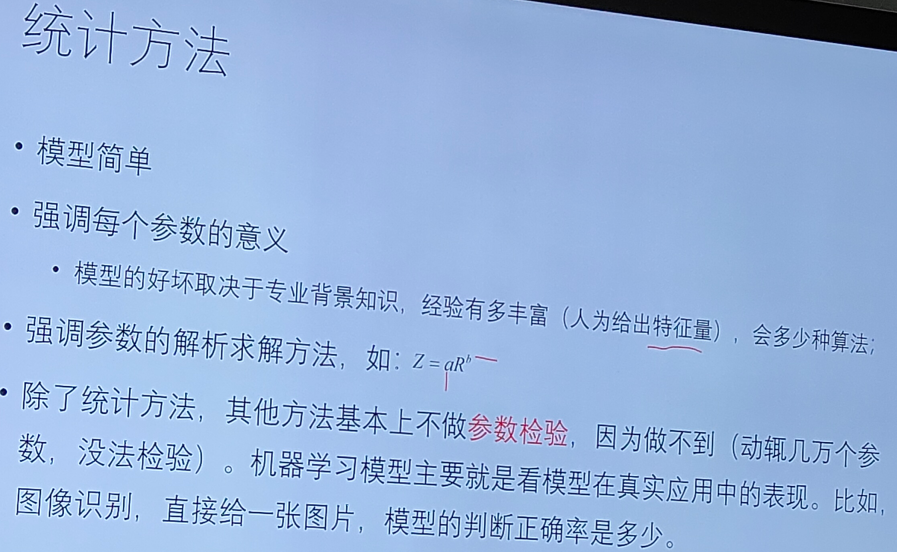 统计方法
• 模型简单
• 强调每个参数的意义
• 模型的好坏取决于专业背景知识，经验有多丰富（人为给出特征量），会多少种算法；
• 强调参数的解析求解方法，如：Z = aR^b
• 除了统计方法，其他方法基本上不做参数检验，因为做不到（动辄几万个参
数，没法检验）。机器学习模型主要就是看模型在真实应用中的表现。比如，
图像识别，直接给一张图片，模型的判断正确率是多少。